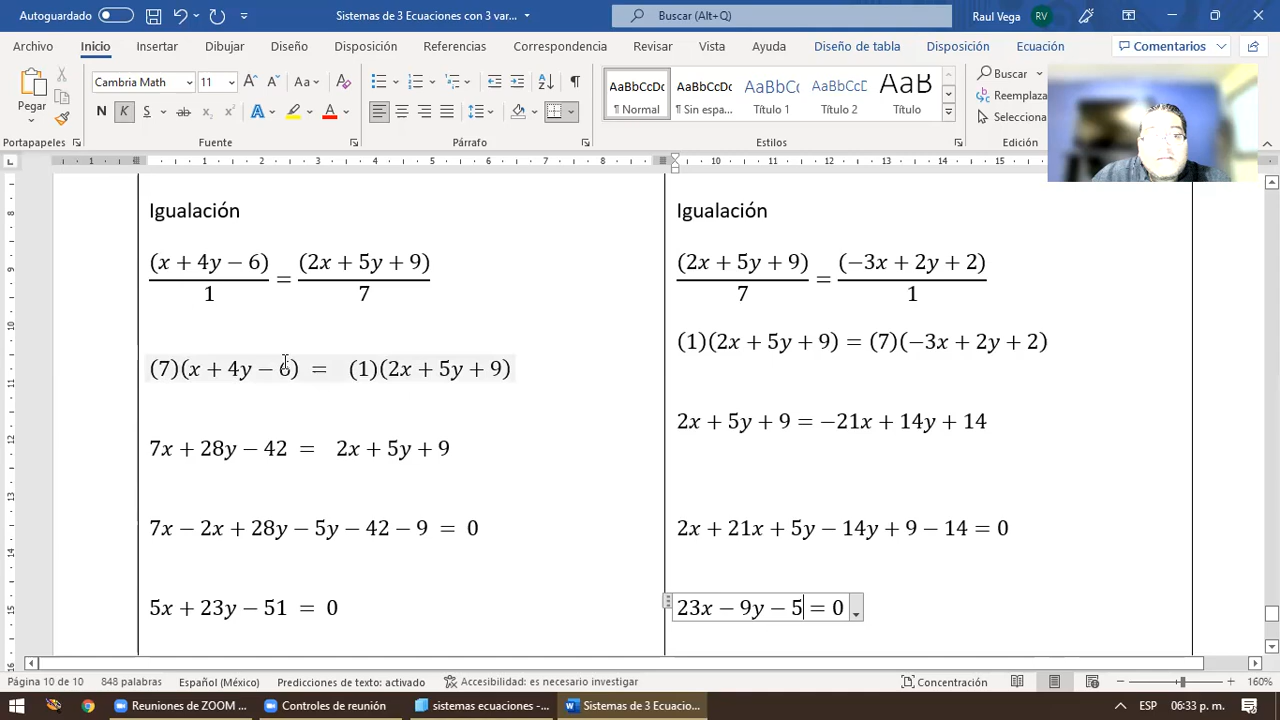 Autoguardado
Sistemas de 3 Ecuaciones con 3 var...
Buscar (Alt+Q)
Raul Vega
RV
Archivo
Inicio
Insertar
Dibujar
Diseño
Disposición
Referencias
Correspondencia
Revisar
Vista
Ayuda
Diseño de tabla
Disposición
Ecuación
Comentarios
Pegar
Cambria Math
11
N K S ab x₂ x²
AaBbCcDc AaBbCcDc AaBbCc AaBbCcD AaB
¶ Normal ¶ Sin espa... Título 1 Título 2 Título
Buscar
Reemplaza
Selecciona
Portapapeles
Fuente
Párrafo
Estilos
Igualación
(x + 4y − 6)/1 = (2x + 5y + 9)/7
(7)(x + 4y − 6) = (1)(2x + 5y + 9)
7x + 28y − 42 = 2x + 5y + 9
7x − 2x + 28y − 5y − 42 − 9 = 0
5x + 23y − 51 = 0
Igualación
(2x + 5y + 9)/7 = (−3x + 2y + 2)/1
(1)(2x + 5y + 9) = (7)(−3x + 2y + 2)
2x + 5y + 9 = −21x + 14y + 14
2x + 21x + 5y − 14y + 9 − 14 = 0
23x − 9y − 5 = 0
Página 10 de 10
848 palabras
Español (México)
Predicciones de texto: activado
Accesibilidad: es necesario investigar
Concentración
160%
Reuniones de ZOOM ...
Controles de reunión
sistemas ecuaciones -...
Sistemas de 3 Ecuacio...
ESP
06:33 p. m.